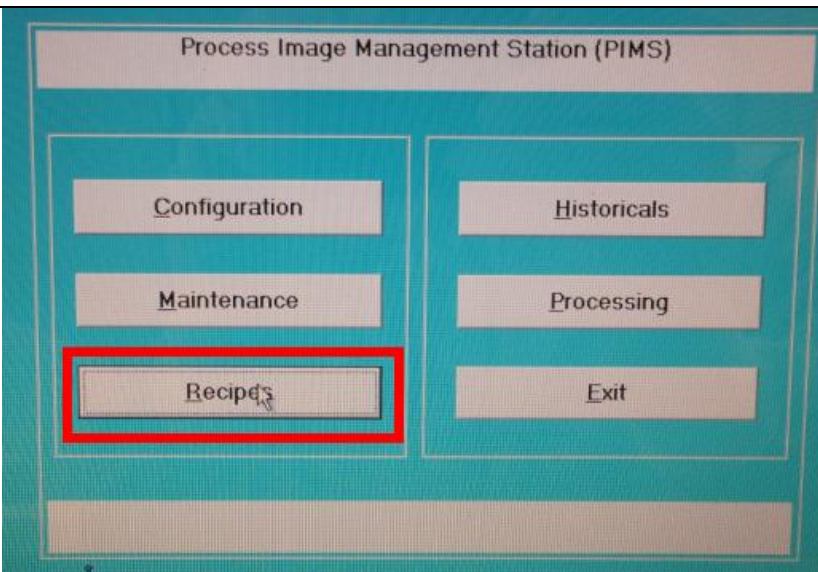 Process Image Management Station (PIMS)
Configuration
Historicals
Maintenance
Processing
Recipes
Exit